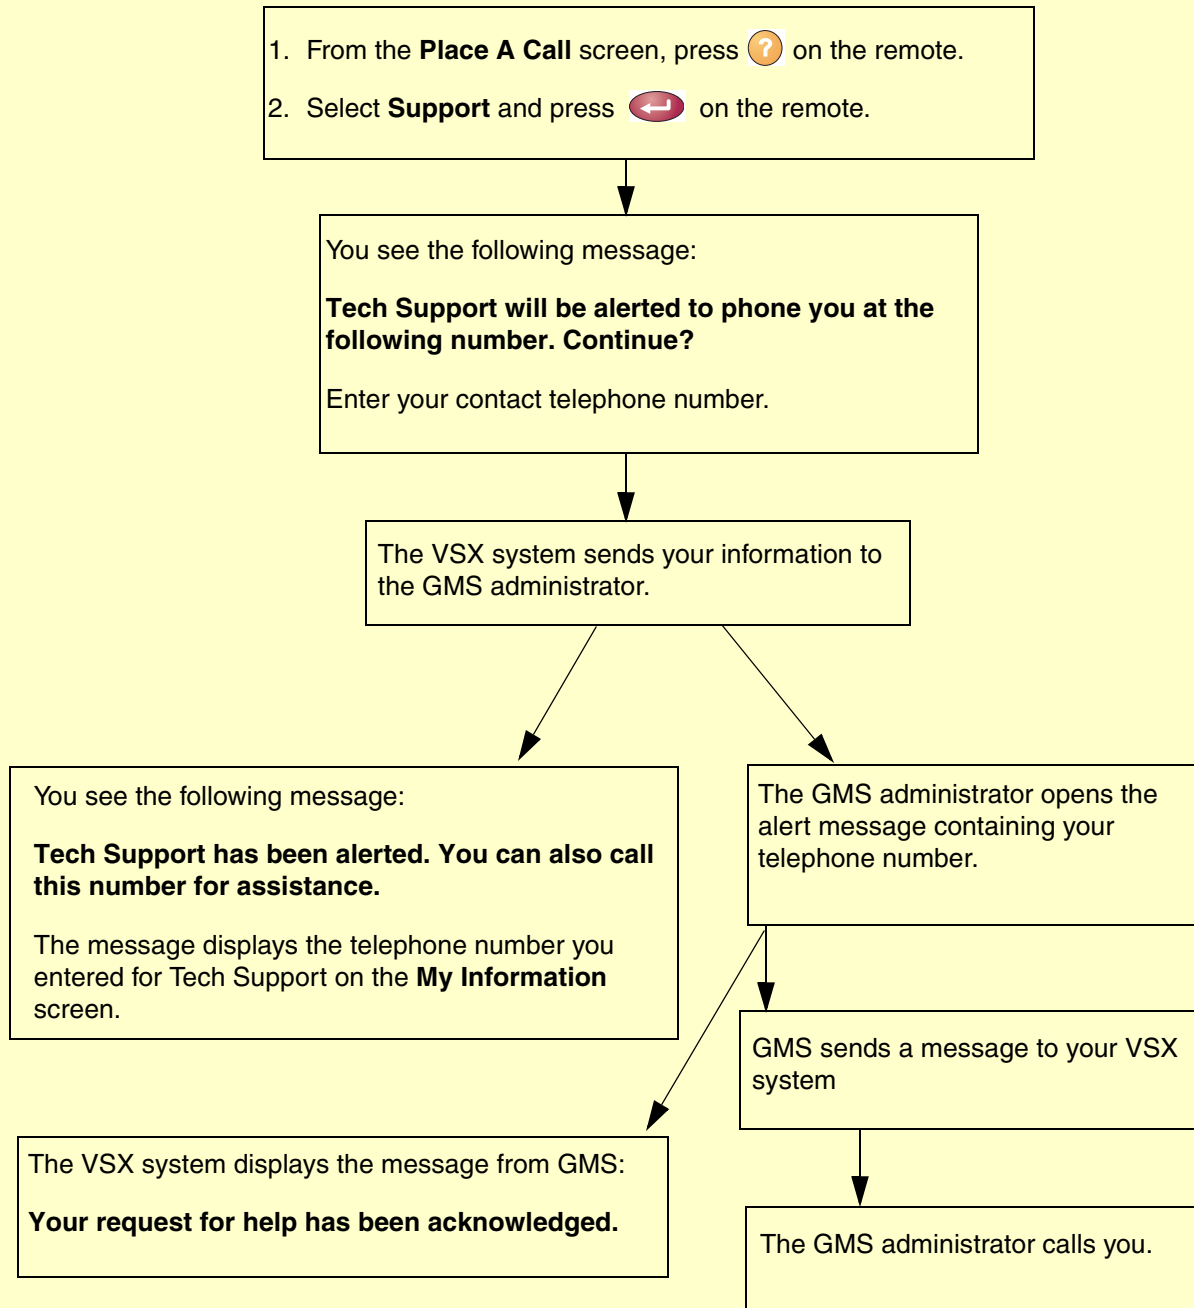 1. From the Place A Call screen, press ? on the remote.
2. Select Support and press on the remote.
You see the following message:
Tech Support will be alerted to phone you at the
following number. Continue?
Enter your contact telephone number.
The VSX system sends your information to
the GMS administrator.
You see the following message:
Tech Support has been alerted. You can also call
this number for assistance.
The message displays the telephone number you
entered for Tech Support on the My Information
screen.
The GMS administrator opens the
alert message containing your
telephone number.
GMS sends a message to your VSX
system
The VSX system displays the message from GMS:
Your request for help has been acknowledged.
The GMS administrator calls you.